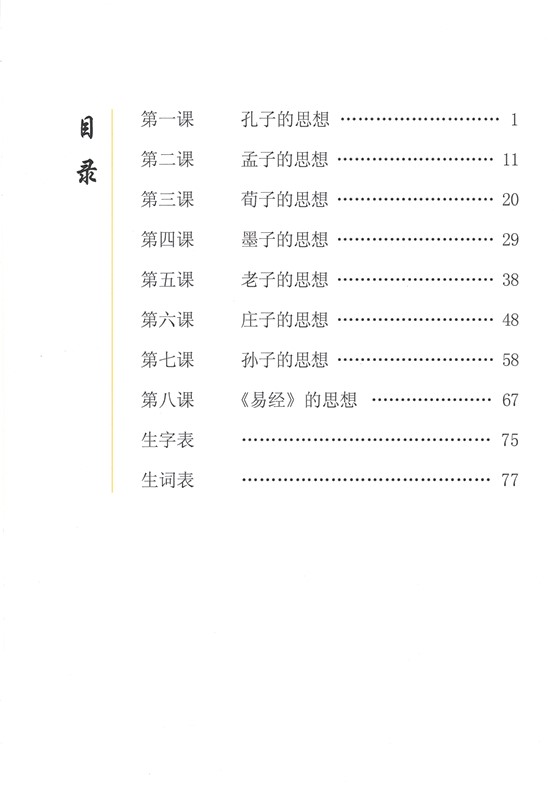 目录
第一课 孔子的思想 ………………………… 1
第二课 孟子的思想 ………………………… 11
第三课 荀子的思想 ………………………… 20
第四课 墨子的思想 ………………………… 29
第五课 老子的思想 ………………………… 38
第六课 庄子的思想 ………………………… 48
第七课 孙子的思想 ………………………… 58
第八课 《易经》的思想 ………………… 67
生字表 ……………………………………… 75
生词表 ……………………………………… 77